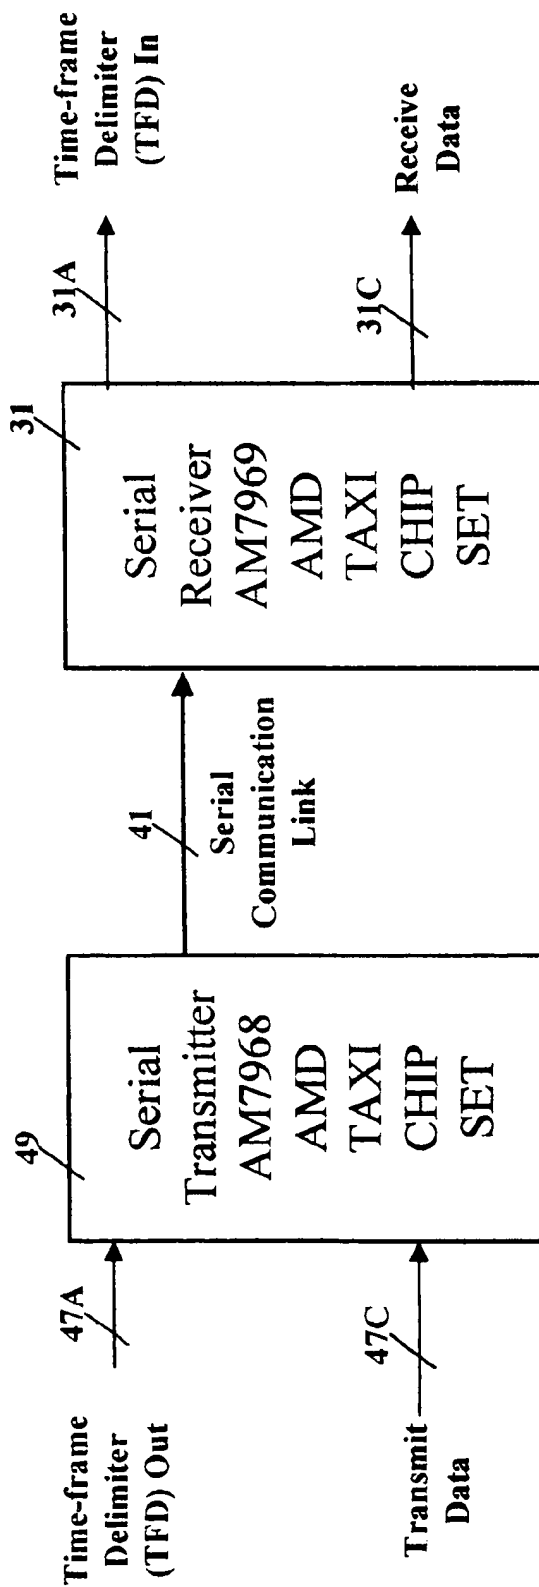 Time-frame
Delimiter
(TFD) Out
47A
Transmit
Data
47C
49
Serial
Transmitter
AM7968
AMD
TAXI
CHIP
SET
41
Serial
Communication
Link
31
Serial
Receiver
AM7969
AMD
TAXI
CHIP
SET
31A
Time-frame
Delimiter
(TFD) In
31C
Receive
Data